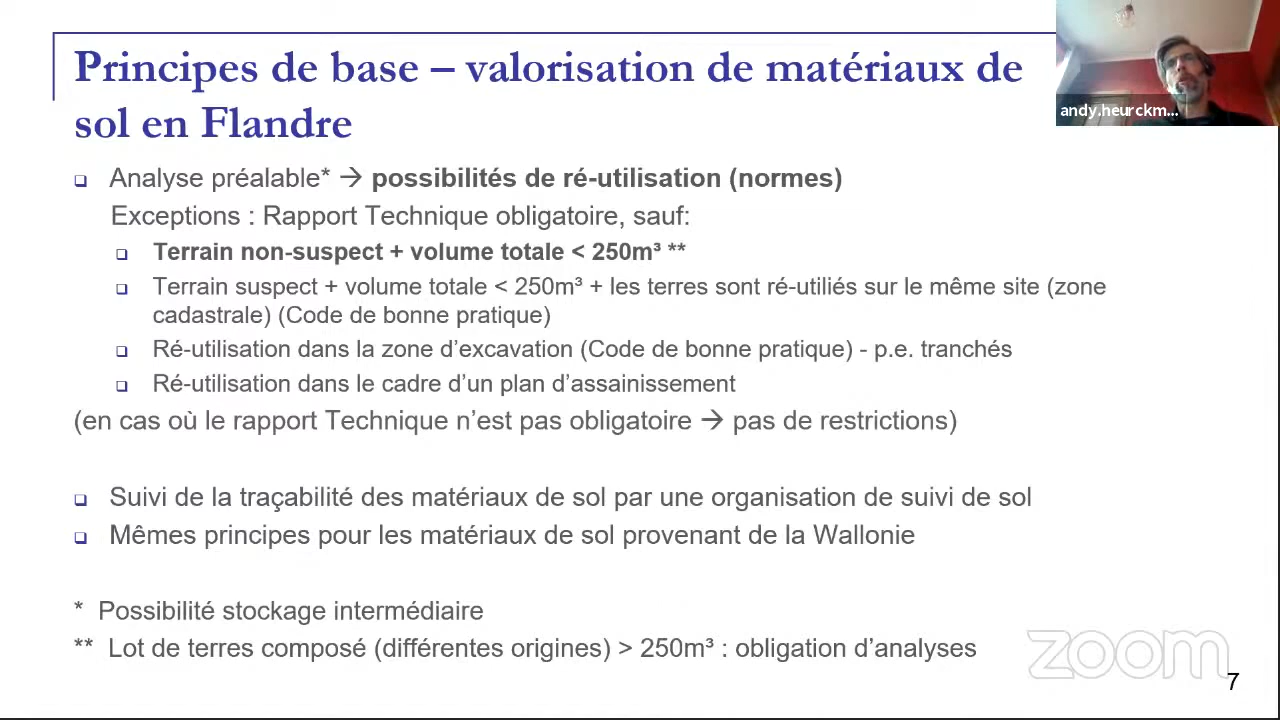 Principes de base – valorisation de matériaux de
sol en Flandre
andy.heurckm...
❑ Analyse préalable* → possibilités de ré-utilisation (normes)
Exceptions : Rapport Technique obligatoire, sauf:
❑ Terrain non-suspect + volume totale < 250m³ **
❑ Terrain suspect + volume totale < 250m³ + les terres sont ré-utiliés sur le même site (zone
cadastrale) (Code de bonne pratique)
❑ Ré-utilisation dans la zone d’excavation (Code de bonne pratique) - p.e. tranchés
❑ Ré-utilisation dans le cadre d’un plan d’assainissement
(en cas où le rapport Technique n’est pas obligatoire → pas de restrictions)
❑ Suivi de la traçabilité des matériaux de sol par une organisation de suivi de sol
❑ Mêmes principes pour les matériaux de sol provenant de la Wallonie
* Possibilité stockage intermédiaire
** Lot de terres composé (différentes origines) > 250m³ : obligation d’analyses
zoom
7